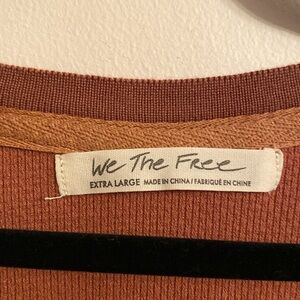 We The Free
EXTRA LARGE MADE IN CHINA / FABRIQUÉ EN CHINE